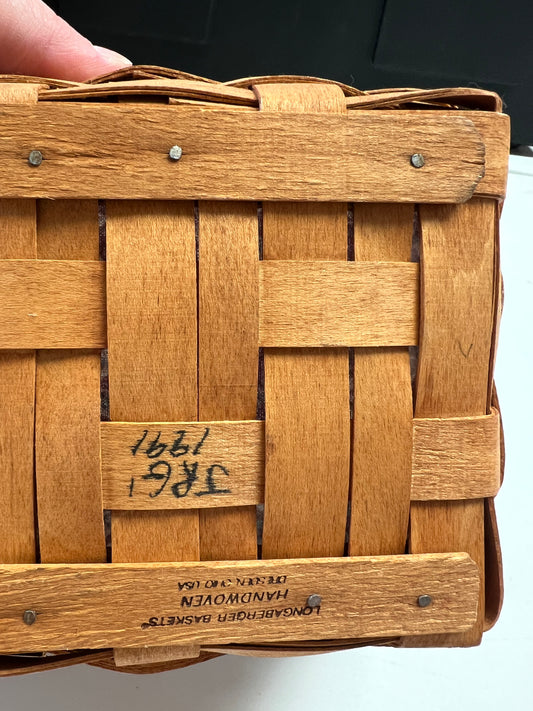 LONGABERGER BASKETS®
HANDWOVEN
DRESDEN, OHIO USA
JRG
1991